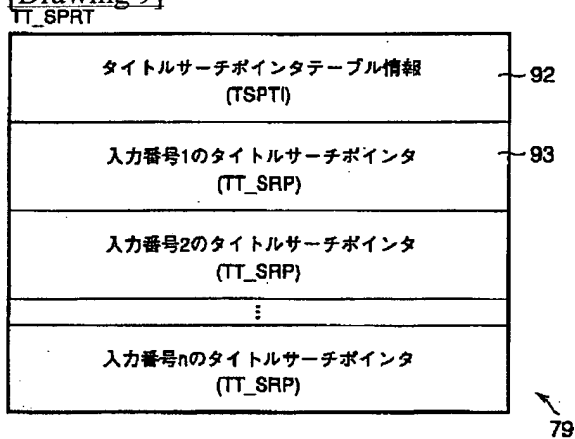 [Drawing 9]
TT_SPRT
タイトルサーチポインタテーブル情報
(TSPTI)
92
入力番号1のタイトルサーチポインタ
(TT_SRP)
93
入力番号2のタイトルサーチポインタ
(TT_SRP)
⋮
入力番号nのタイトルサーチポインタ
(TT_SRP)
79